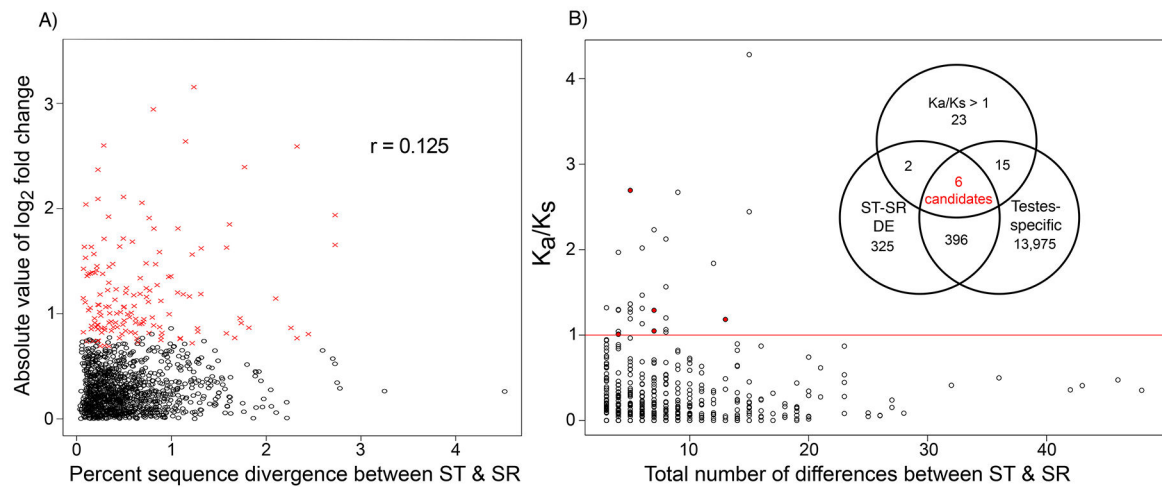 A)
Absolute value of log2 fold change
3
2
1
0
r = 0.125
0 1 2 3 4
Percent sequence divergence between ST & SR
B)
Ka/Ks
4
3
2
1
0
Ka/Ks > 1
23
2
15
6
candidates
ST-SR
DE
325
396
Testes-
specific
13,975
10 20 30 40
Total number of differences between ST & SR